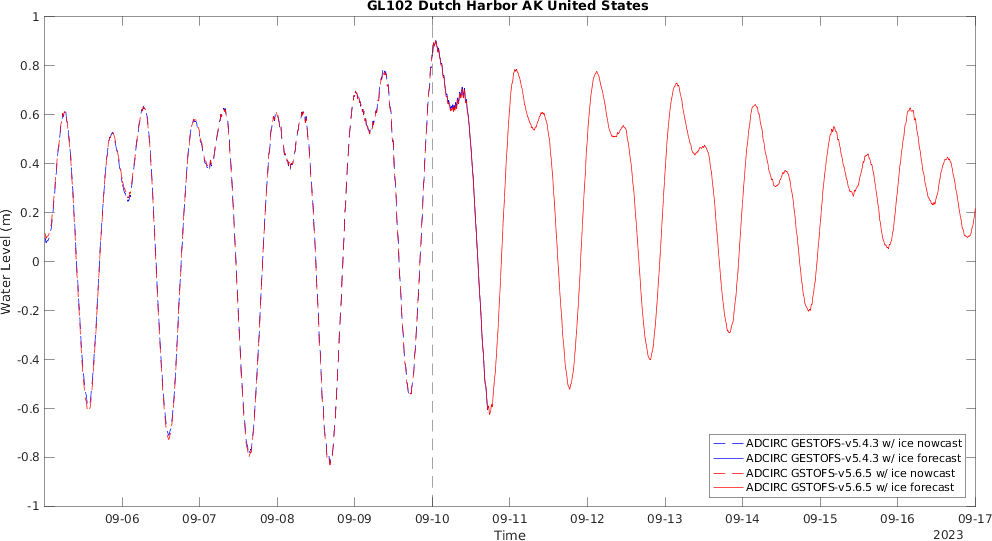 GL102 Dutch Harbor AK United States
Water Level (m)
1
0.8
0.6
0.4
0.2
0
-0.2
-0.4
-0.6
-0.8
-1
ADCIRC GESTOFS-v5.4.3 w/ ice nowcast
ADCIRC GESTOFS-v5.4.3 w/ ice forecast
ADCIRC GSTOFS-v5.6.5 w/ ice nowcast
ADCIRC GSTOFS-v5.6.5 w/ ice forecast
09-06 09-07 09-08 09-09 09-10 09-11 09-12 09-13 09-14 09-15 09-16 09-17
Time
2023